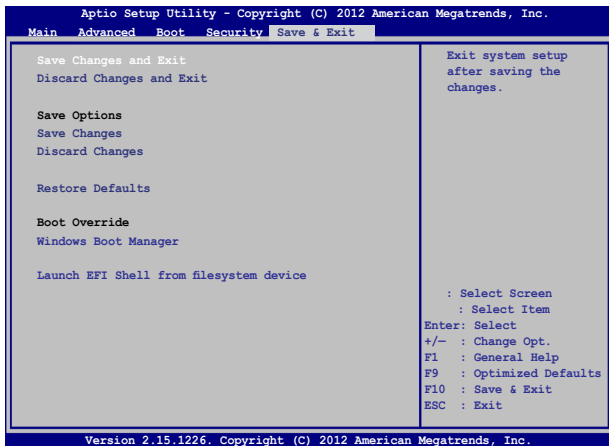 Aptio Setup Utility - Copyright (C) 2012 American Megatrends, Inc.
Main Advanced Boot Security Save & Exit
Save Changes and Exit
Discard Changes and Exit
Save Options
Save Changes
Discard Changes
Restore Defaults
Boot Override
Windows Boot Manager
Launch EFI Shell from filesystem device
Exit system setup
after saving the
changes.
: Select Screen
: Select Item
Enter: Select
+/— : Change Opt.
F1 : General Help
F9 : Optimized Defaults
F10 : Save & Exit
ESC : Exit
Version 2.15.1226. Copyright (C) 2012 American Megatrends, Inc.